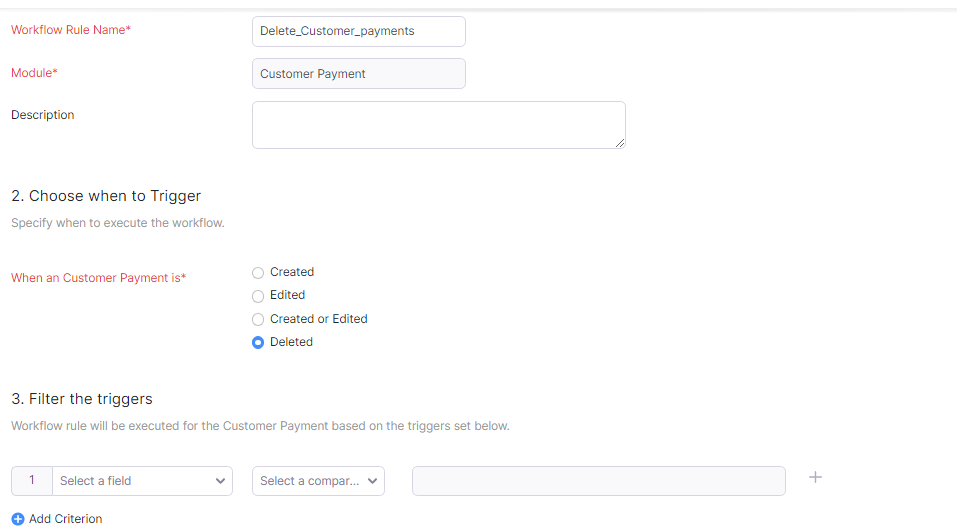 Workflow Rule Name*
Delete_Customer_payments
Module*
Customer Payment
Description
2. Choose when to Trigger
Specify when to execute the workflow.
When an Customer Payment is*
Created
Edited
Created or Edited
Deleted
3. Filter the triggers
Workflow rule will be executed for the Customer Payment based on the triggers set below.
1 Select a field Select a compar...
Add Criterion